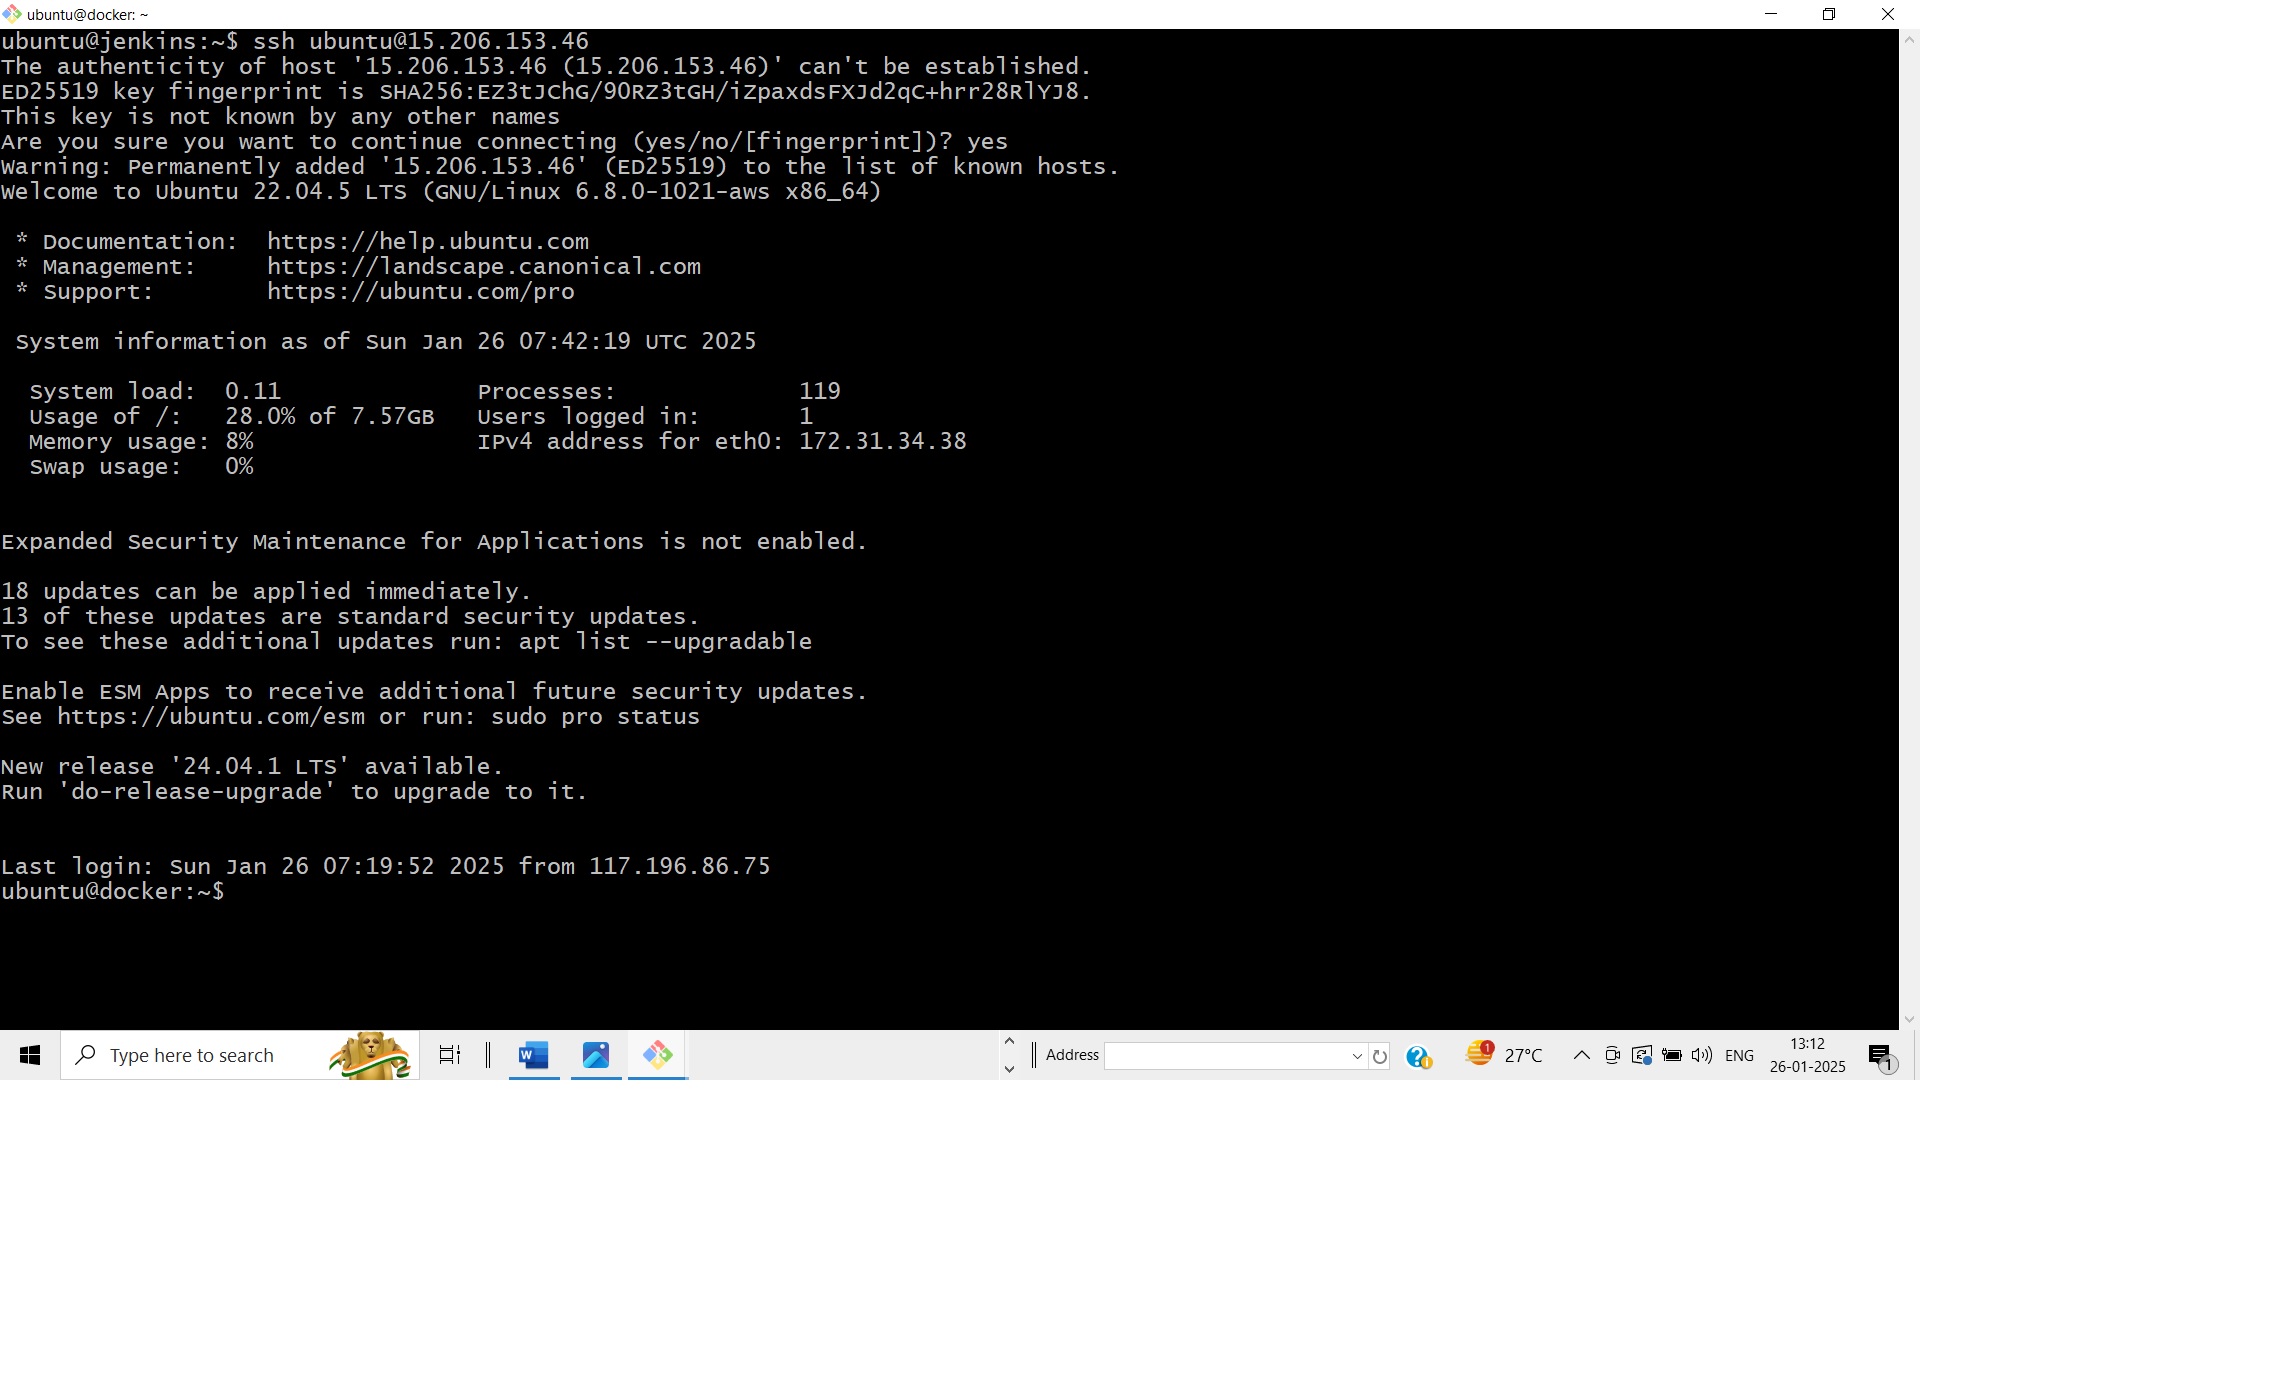 ubuntu@docker: ~
ubuntu@jenkins:~$ ssh ubuntu@15.206.153.46
The authenticity of host '15.206.153.46 (15.206.153.46)' can't be established.
ED25519 key fingerprint is SHA256:EZ3tJChG/9ORZ3tGH/iZpaxdsFXJd2qC+hrr28RlYJ8.
This key is not known by any other names
Are you sure you want to continue connecting (yes/no/[fingerprint])? yes
Warning: Permanently added '15.206.153.46' (ED25519) to the list of known hosts.
Welcome to Ubuntu 22.04.5 LTS (GNU/Linux 6.8.0-1021-aws x86_64)
* Documentation:  https://help.ubuntu.com
* Management:     https://landscape.canonical.com
* Support:        https://ubuntu.com/pro
System information as of Sun Jan 26 07:42:19 UTC 2025
System load:  0.11              Processes:             119
Usage of /:   28.0% of 7.57GB   Users logged in:       1
Memory usage: 8%                IPv4 address for eth0: 172.31.34.38
Swap usage:   0%
Expanded Security Maintenance for Applications is not enabled.
18 updates can be applied immediately.
13 of these updates are standard security updates.
To see these additional updates run: apt list --upgradable
Enable ESM Apps to receive additional future security updates.
See https://ubuntu.com/esm or run: sudo pro status
New release '24.04.1 LTS' available.
Run 'do-release-upgrade' to upgrade to it.
Last login: Sun Jan 26 07:19:52 2025 from 117.196.86.75
ubuntu@docker:~$
Type here to search
Address
1
27°C
ENG
13:12
26-01-2025
1